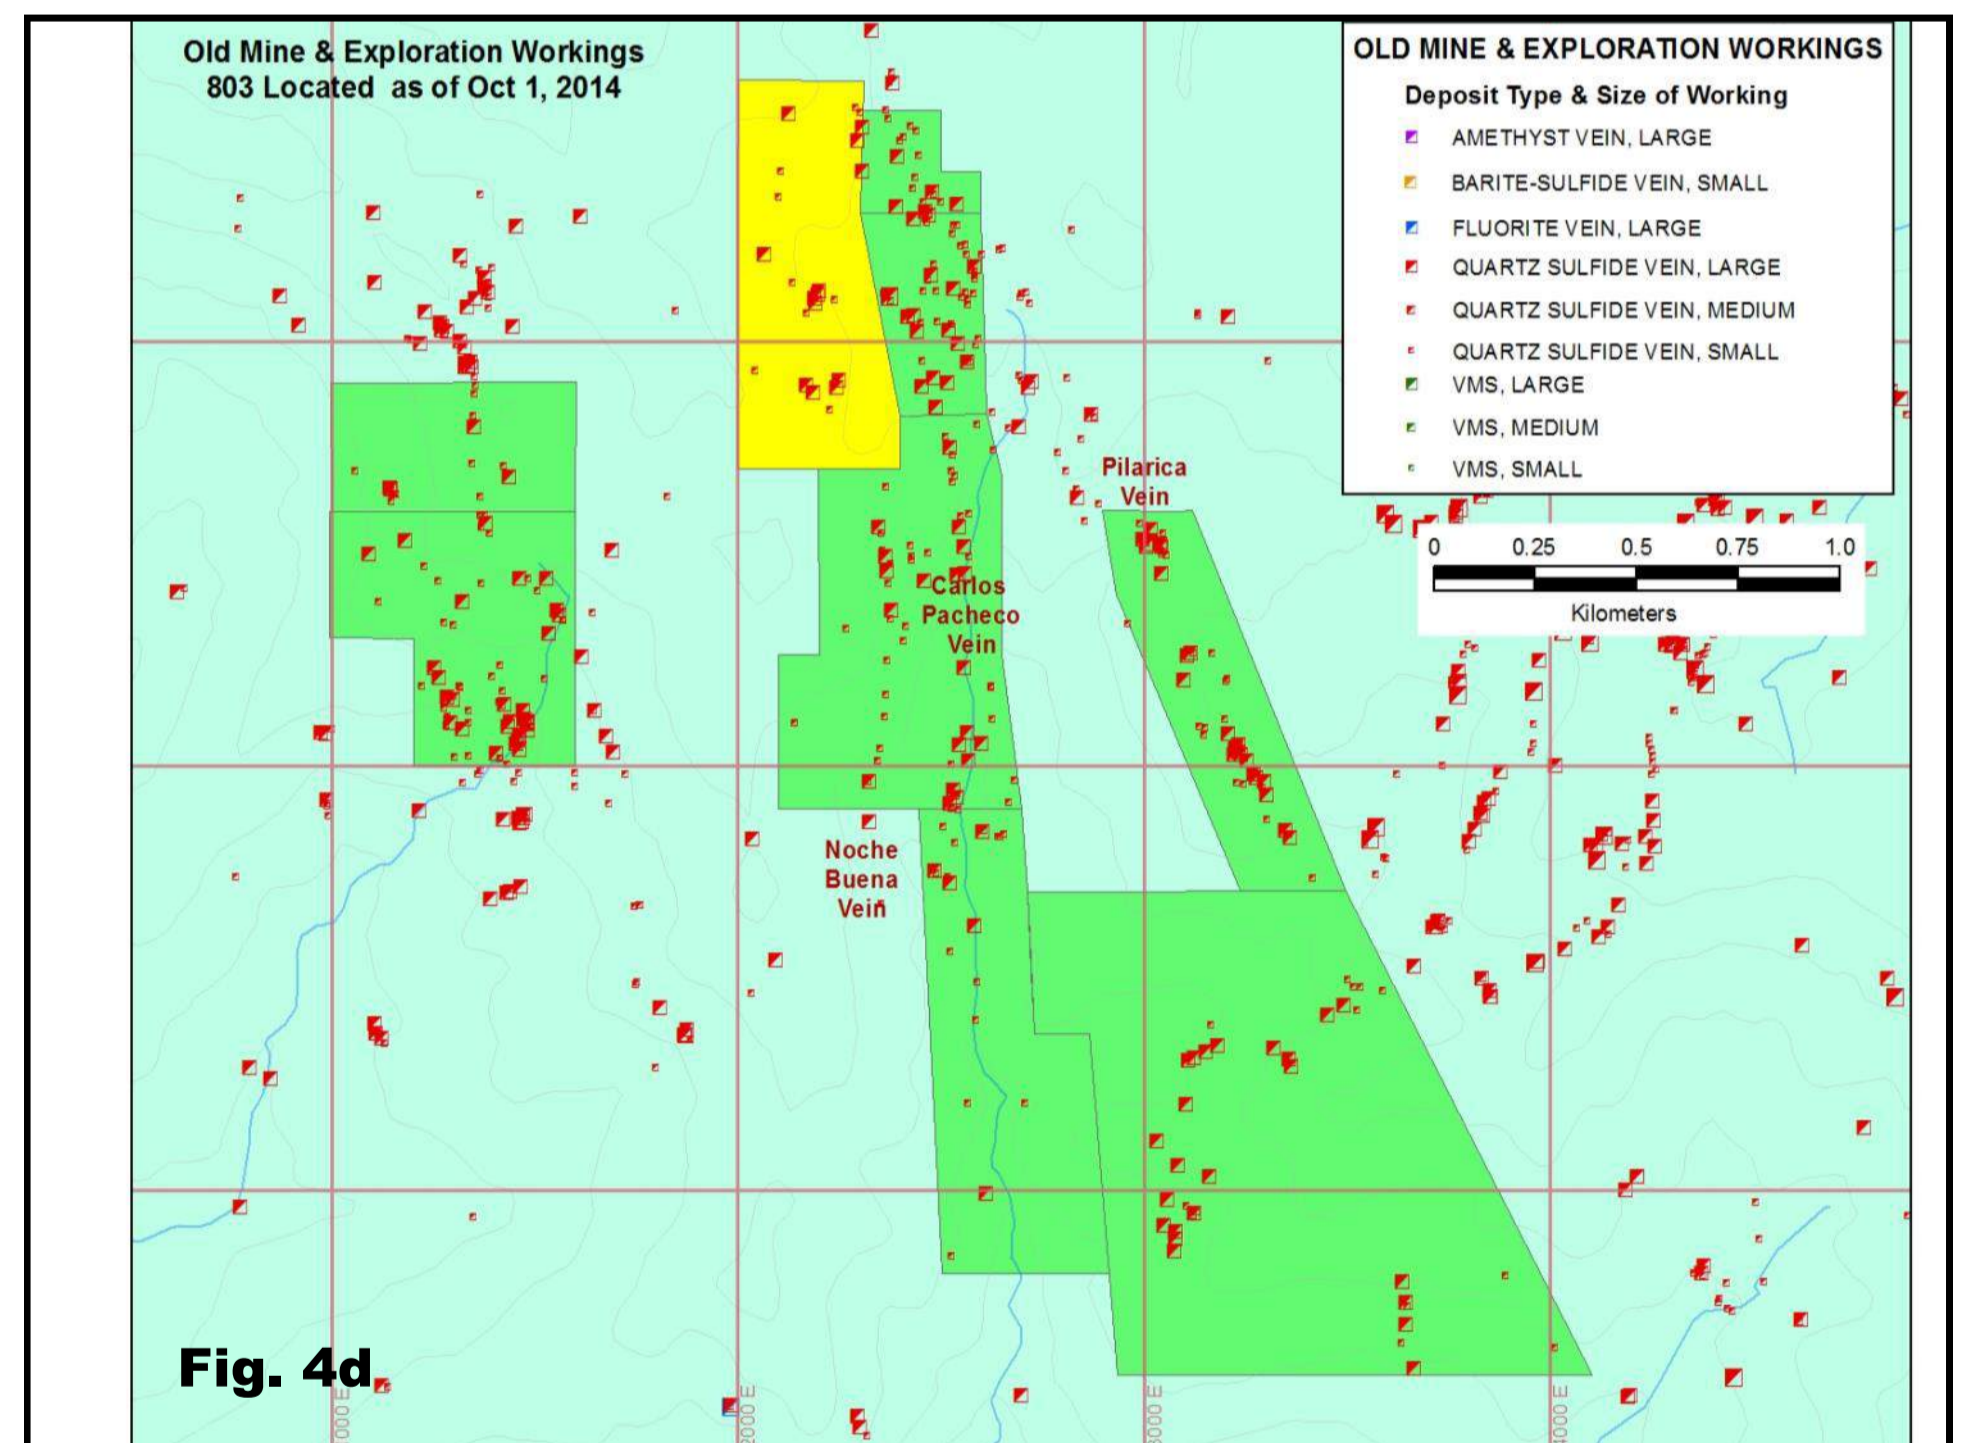 Old Mine & Exploration Workings
803 Located as of Oct 1, 2014
OLD MINE & EXPLORATION WORKINGS
Deposit Type & Size of Working
AMETHYST VEIN, LARGE
BARITE-SULFIDE VEIN, SMALL
FLUORITE VEIN, LARGE
QUARTZ SULFIDE VEIN, LARGE
QUARTZ SULFIDE VEIN, MEDIUM
QUARTZ SULFIDE VEIN, SMALL
VMS, LARGE
VMS, MEDIUM
VMS, SMALL
0 0.25 0.5 0.75 1.0
Kilometers
Pilarica
Vein
Carlos
Pacheco
Vein
Noche
Buena
Vein
Fig. 4d